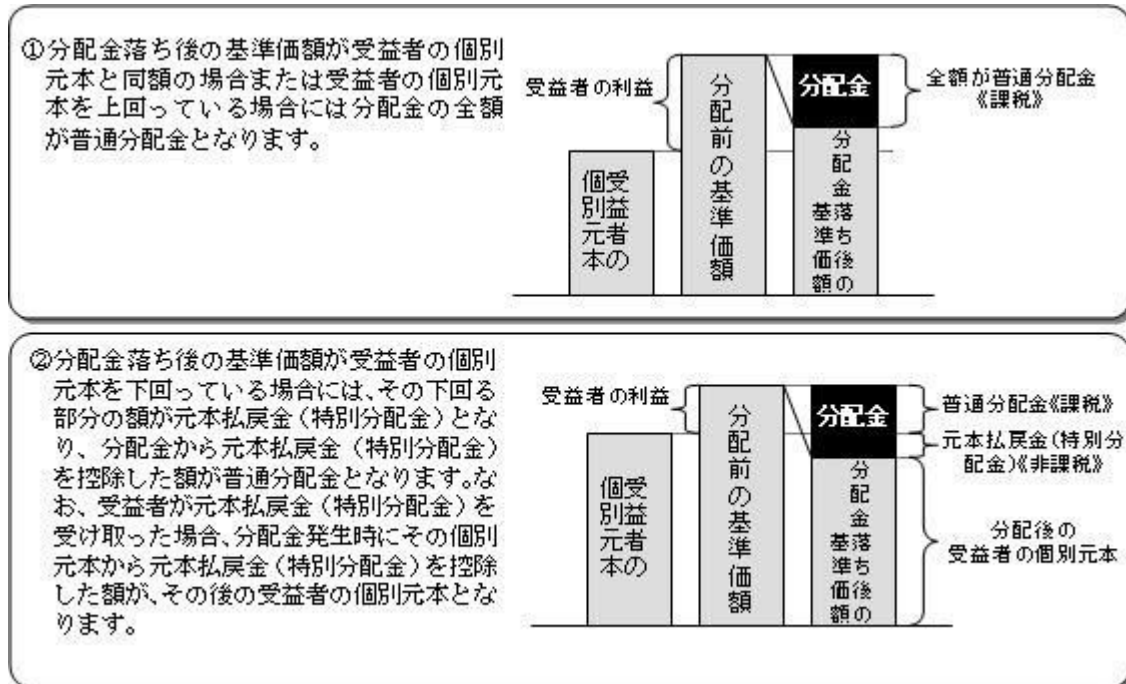 ①分配金落ち後の基準価額が受益者の個別
元本と同額の場合または受益者の個別元
本を上回っている場合には分配金の全額
が普通分配金となります。
受益者の利益
個別元本
受益者の
分配前の基準価額
分配金
分配金落ち後の
基準価額
全額が普通分配金
《課税》
②分配金落ち後の基準価額が受益者の個別
元本を下回っている場合には、その下回る
部分の額が元本払戻金(特別分配金)とな
り、分配金から元本払戻金(特別分配金)
を控除した額が普通分配金となります。な
お、受益者が元本払戻金(特別分配金)を
受け取った場合、分配金発生時にその個別
元本から元本払戻金(特別分配金)を控除
した額が、その後の受益者の個別元本とな
ります。
受益者の利益
受益者の
個別元本
分配前の基準価額
分配金
分配金落ち後の
基準価額
普通分配金《課税》
元本払戻金(特別分
配金)《非課税》
分配後の
受益者の個別元本